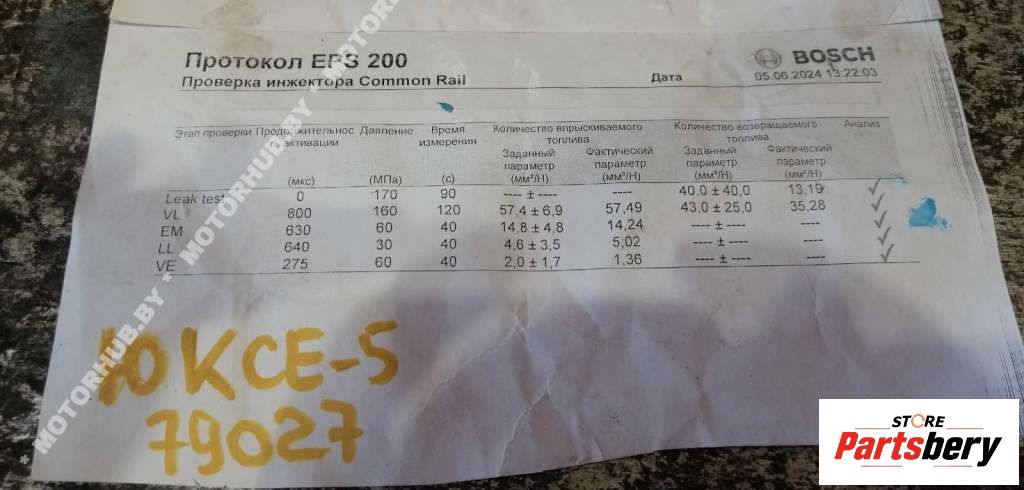 Протокол EPS 200
Проверка инжектора Common Rail
Дата
BOSCH
05.06.2024 13:22:03
Этап проверки Продолжительнос Давление Время Количество впрыскиваемого Количество возвращаемого Анализ
ть активации измерения топлива топлива
Заданный Фактический Заданный Фактический
параметр параметр параметр параметр
(мкс) (МПа) (с) (мм³/H) (мм³/H) (мм³/H) (мм³/H)
Leak test 0 170 90 ---- ± ---- ---- 40,0 ± 40,0 13,19 ✓
VL 800 160 120 57,4 ± 6,9 57,49 43,0 ± 25,0 35,28 ✓
EM 630 60 40 14,8 ± 4,8 14,24 ---- ± ---- ---- ✓
LL 640 30 40 4,6 ± 3,5 5,02 ---- ± ---- ---- ✓
VE 275 60 40 2,0 ± 1,7 1,36 ---- ± ---- ---- ✓
ЮКСЕ-5
79027
MOTORHUB.BY * MOTORHUB.BY * MOTORHUB.BY
STORE
Partsbery